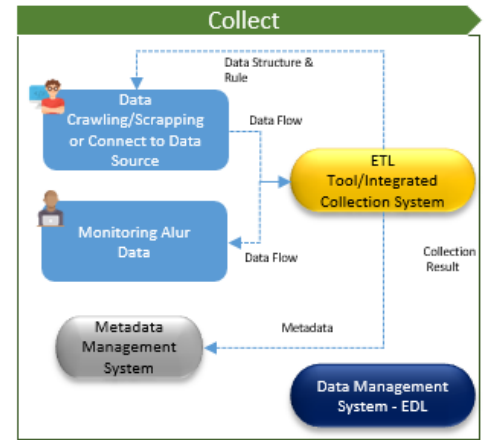 Collect
Data Structure &
Rule
Data
Crawling/Scrapping
or Connect to Data
Source
Data Flow
ETL
Tool/Integrated
Collection System
Monitoring Alur
Data
Data Flow
Collection
Result
Metadata
Management
System
Metadata
Data Management
System - EDL